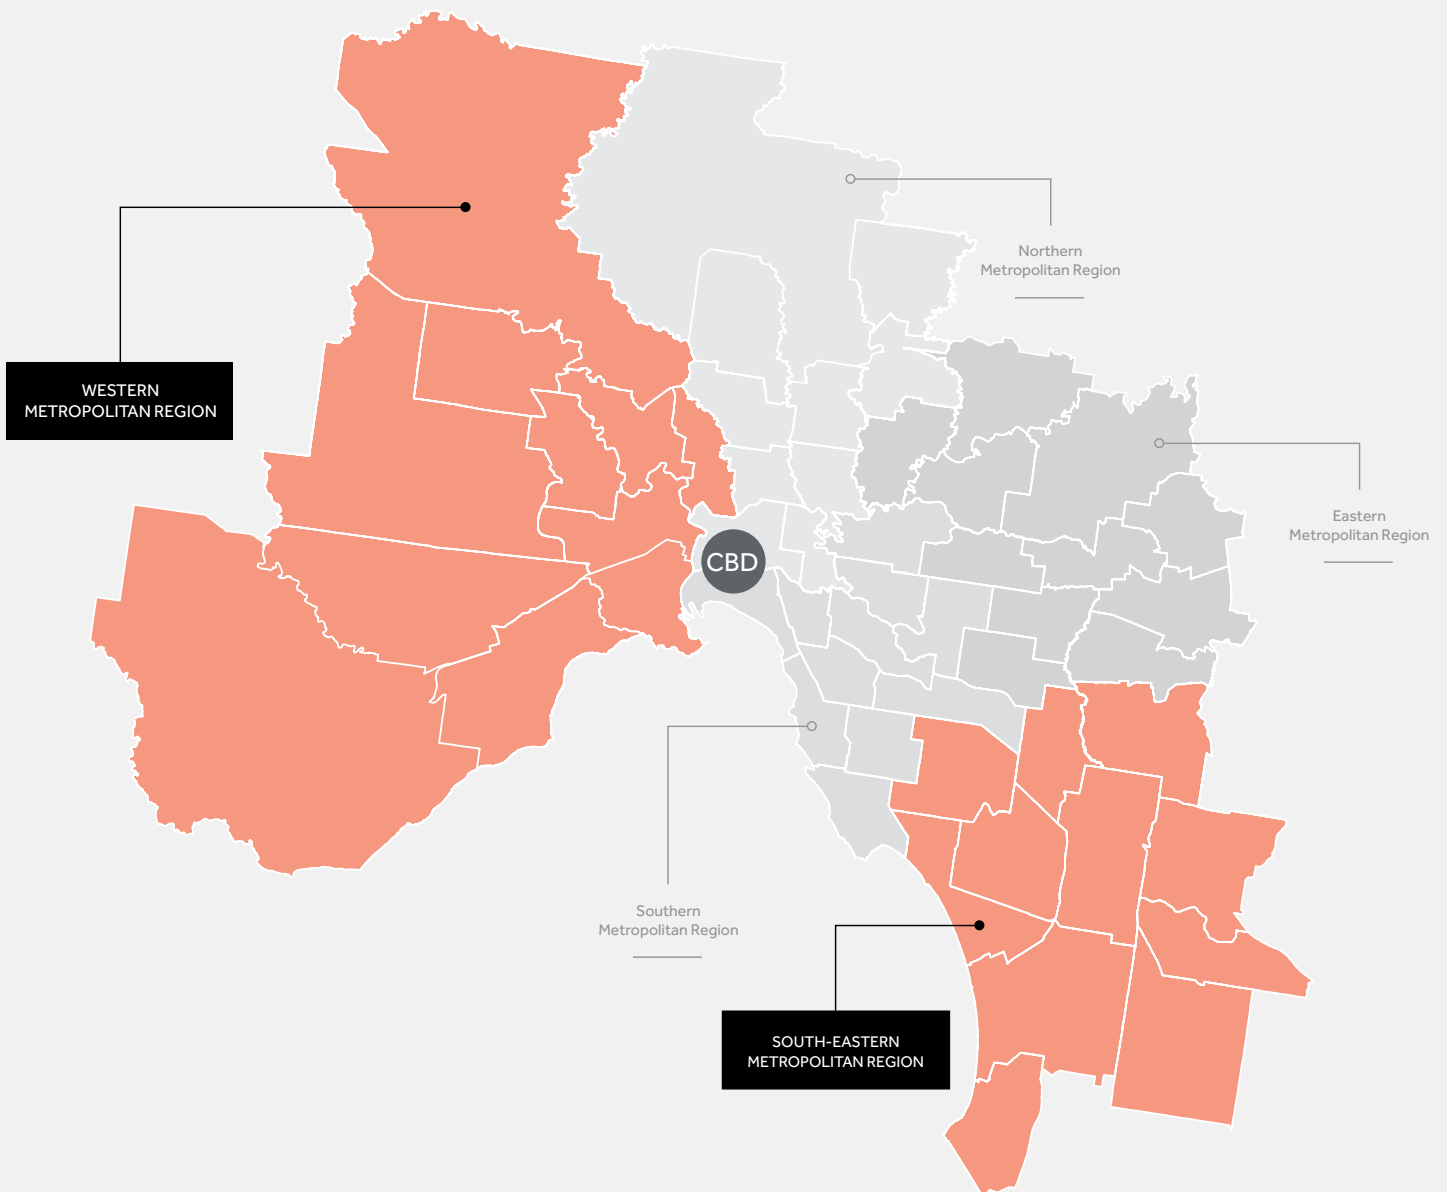 Northern
Metropolitan Region
WESTERN
METROPOLITAN REGION
Eastern
Metropolitan Region
CBD
Southern
Metropolitan Region
SOUTH-EASTERN
METROPOLITAN REGION